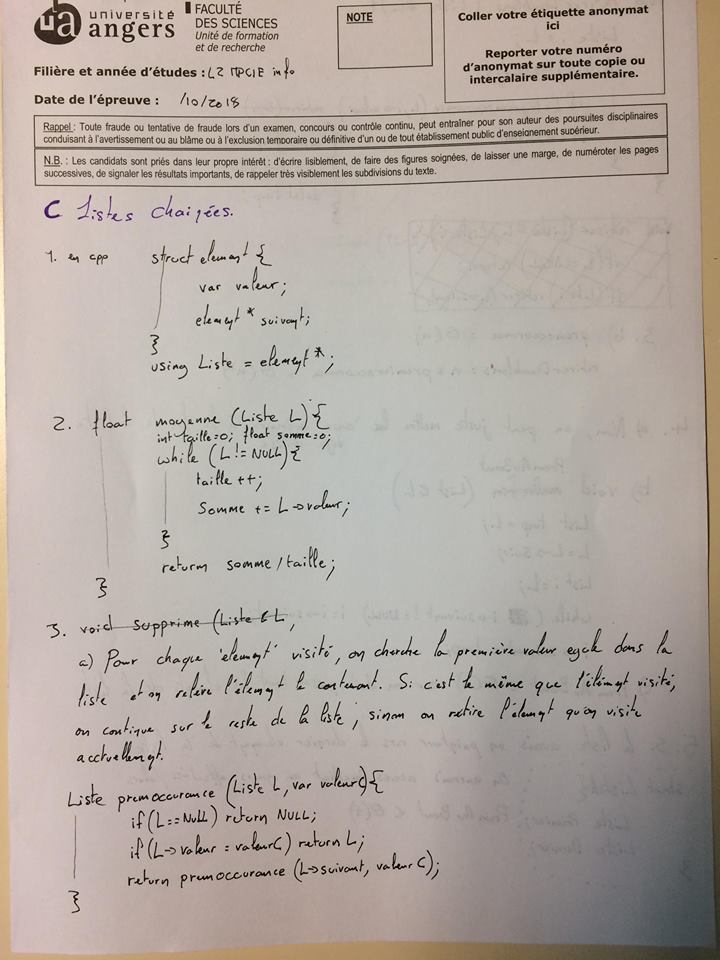 université
angers
FACULTÉ
DES SCIENCES
Unité de formation
et de recherche
NOTE
Coller votre étiquette anonymat
ici
Reporter votre numéro
d'anonymat sur toute copie ou
intercalaire supplémentaire.
Filière et année d'études : L2 MPCIE info
Date de l'épreuve : /10/2018
Rappel : Toute fraude ou tentative de fraude lors d'un examen, concours ou contrôle continu, peut entraîner pour son auteur des poursuites disciplinaires
conduisant à l'avertissement ou au blâme ou à l'exclusion temporaire ou définitive d'un ou de tout établissement public d'enseignement supérieur.
N.B. : Les candidats sont priés dans leur propre intérêt : d'écrire lisiblement, de faire des figures soignées, de laisser une marge, de numéroter les pages
successives, de signaler les résultats importants, de rappeler très visiblement les subdivisions du texte.
C Listes chaînées.
1. en cpp struct element {
var valeur;
element * suivant;
}
using Liste = element *;
2. float moyenne (Liste L) {
int taille=0; float somme=0;
while (L != NULL) {
taille ++;
Somme += L->valeur;
}
return somme / taille;
}
3. void supprime (Liste & L,
a) Pour chaque 'element' visité, on cherche la première valeur egale dans la
liste et on relève l'élement le contenant. Si c'est le même que l'élément visité,
on continue sur le reste de la liste, sinon on retire l'élement qu'on visite
acctuellement.
Liste premoccurance (Liste L, var valeurC) {
if (L == NULL) return NULL;
if (L->valeur = valeurC) return L;
return premoccurance (L->suivant, valeurC);
}